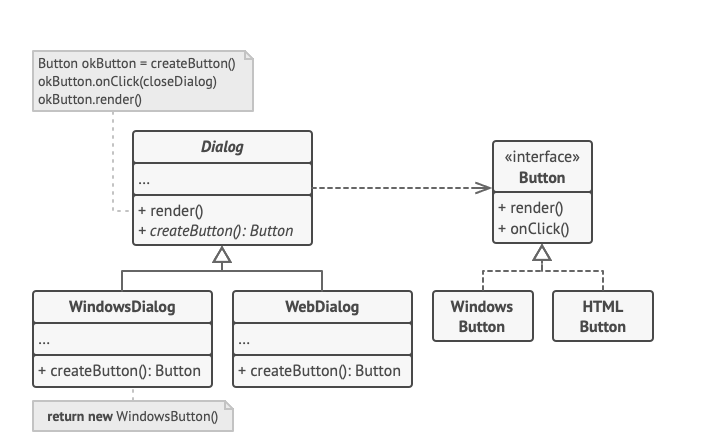 Button okButton = createButton()
okButton.onClick(closeDialog)
okButton.render()
Dialog
...
+ render()
+ createButton(): Button
«interface»
Button
+ render()
+ onClick()
WindowsDialog
...
+ createButton(): Button
WebDialog
...
+ createButton(): Button
Windows
Button
HTML
Button
return new WindowsButton()